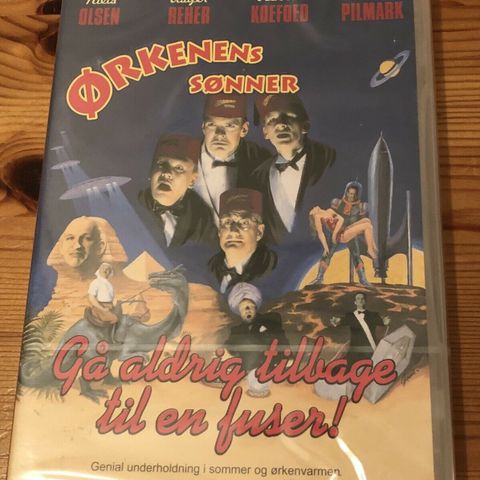 OLSEN REHER KOEFOED PILMARK
ØRKENENS
SØNNER
Gå aldrig tilbage
til en fuser!
Genial underholdning i sommer og ørkenvarmen